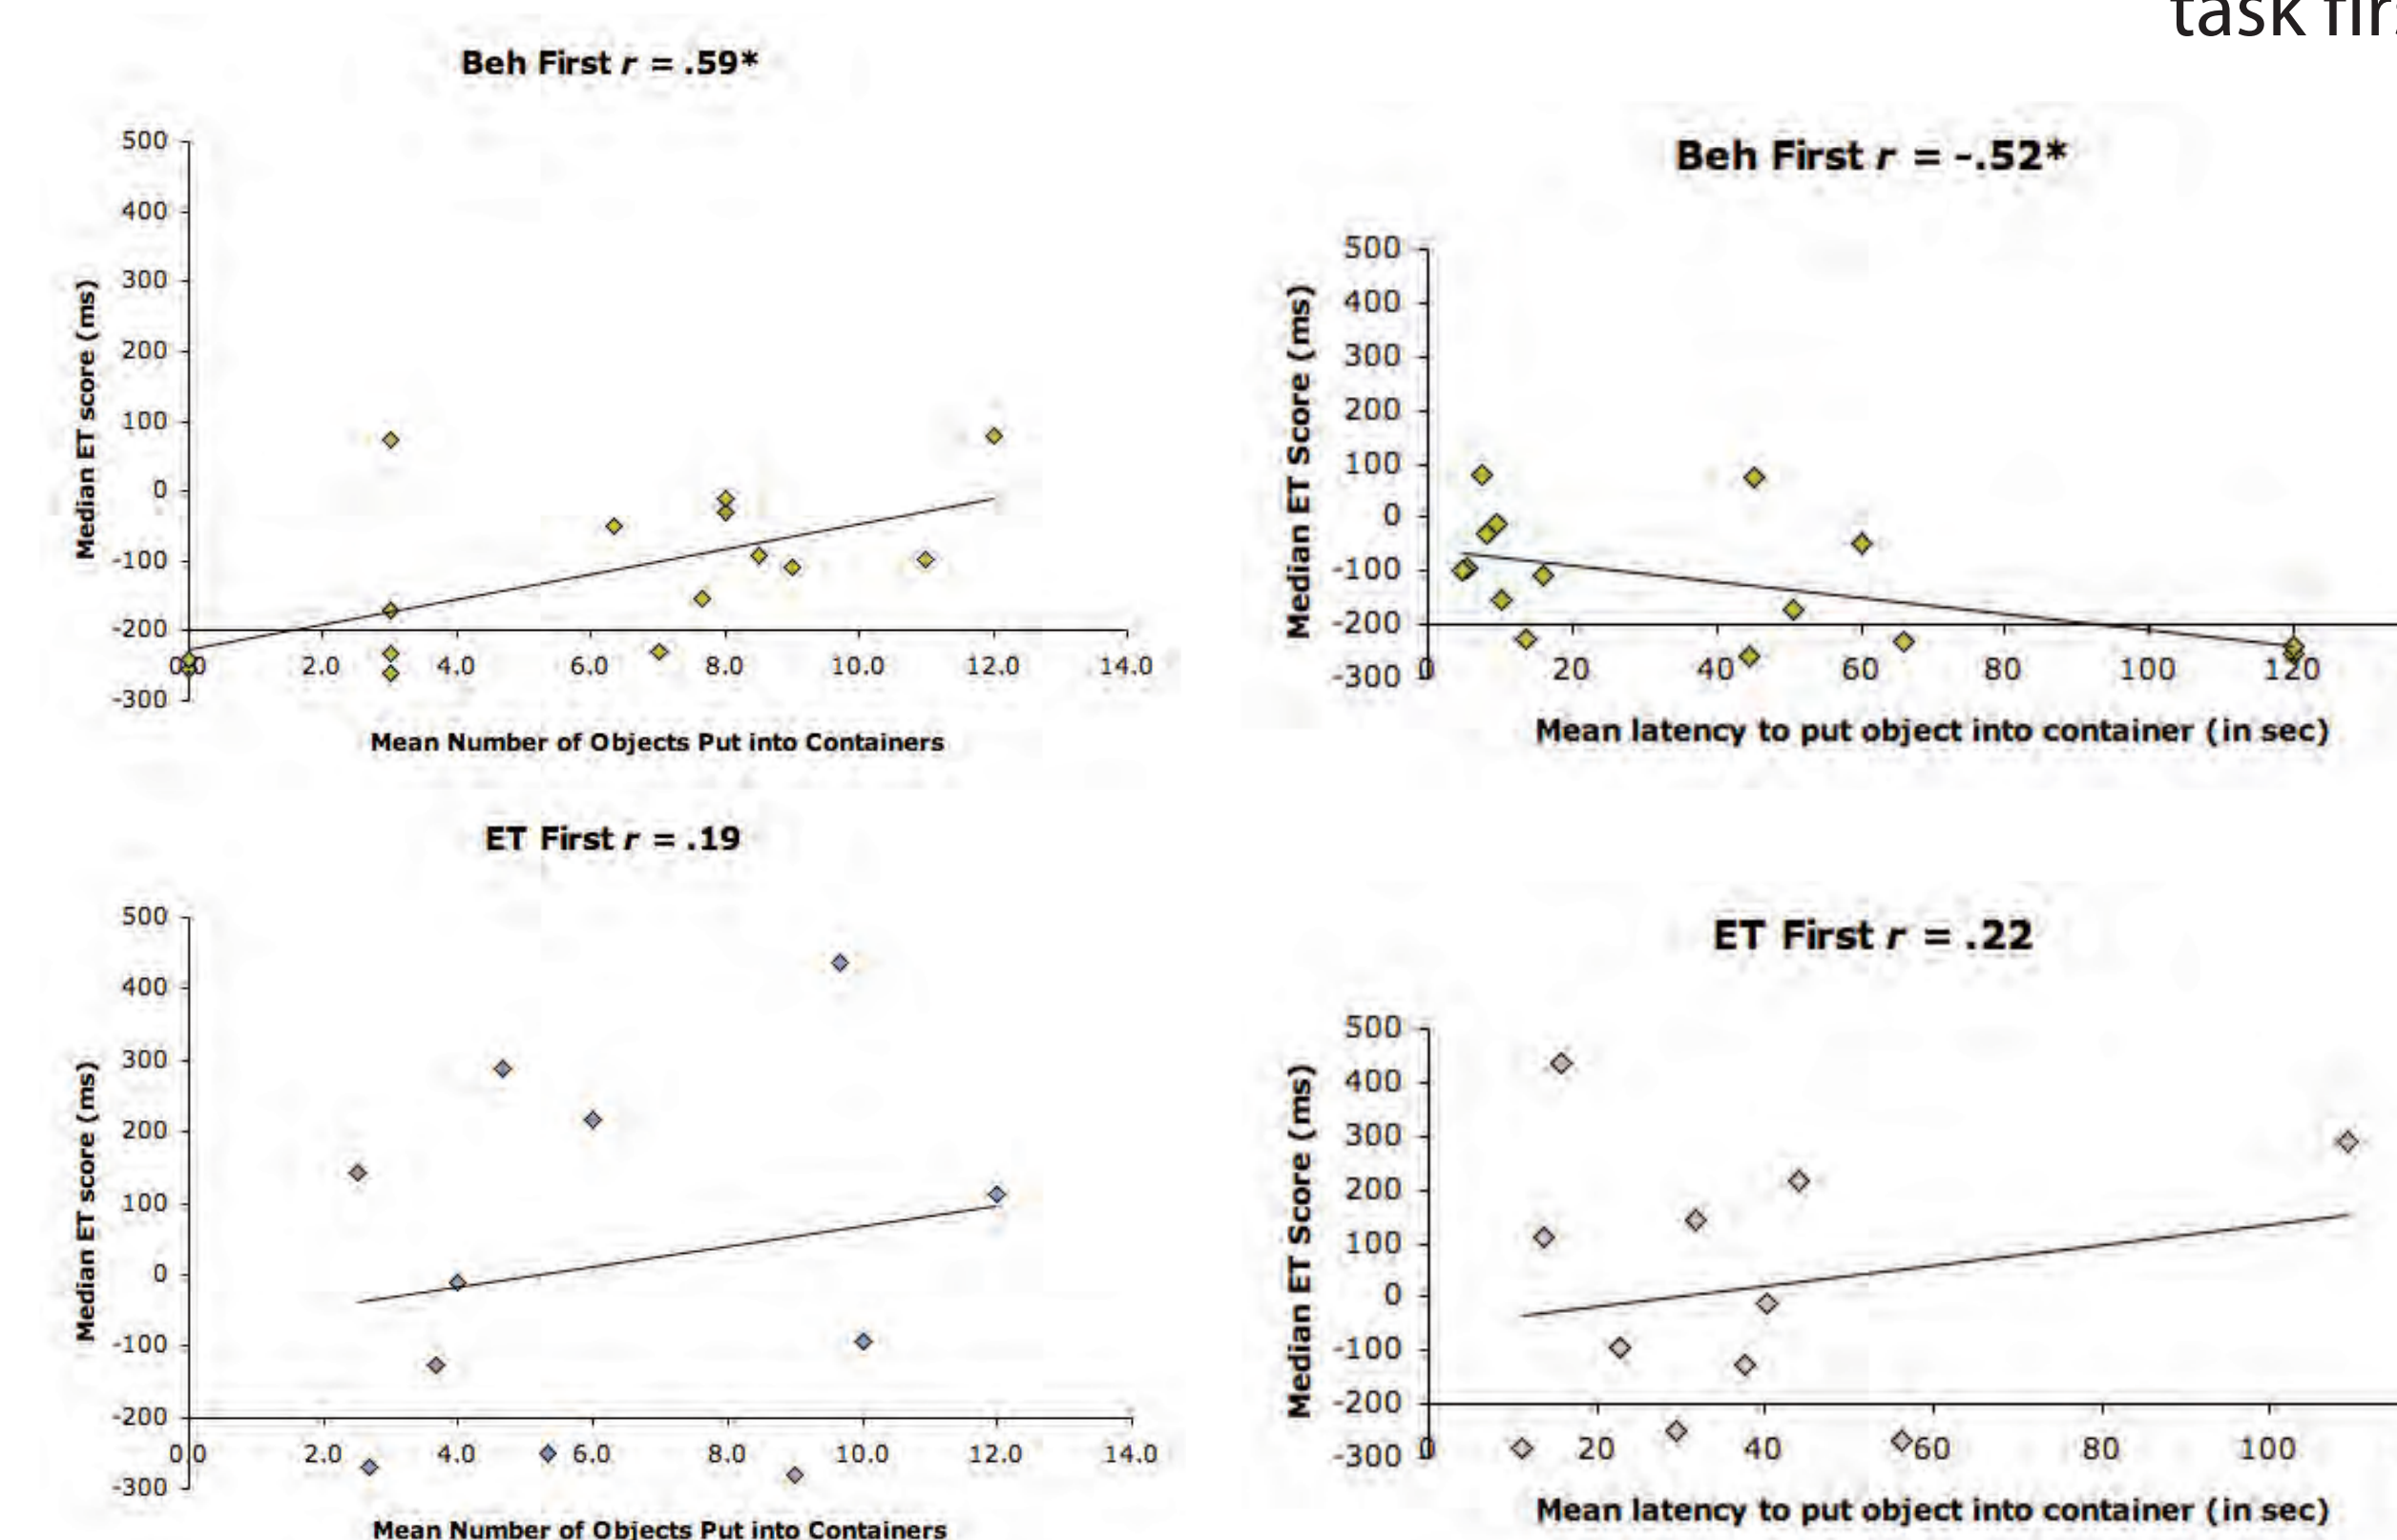 task firs
Beh First r = .59*
500
400
300
200
100
0
-100
-200
-300
0.0 2.0 4.0 6.0 8.0 10.0 12.0 14.0
Median ET score (ms)
Mean Number of Objects Put into Containers
Beh First r = -.52*
500
400
300
200
100
0
-100
-200
-300
0 20 40 60 80 100 120
Median ET Score (ms)
Mean latency to put object into container (in sec)
ET First r = .19
500
400
300
200
100
0
-100
-200
-300
0.0 2.0 4.0 6.0 8.0 10.0 12.0 14.0
Median ET score (ms)
Mean Number of Objects Put into Containers
ET First r = .22
500
400
300
200
100
0
-100
-200
-300
0 20 40 60 80 100
Median ET Score (ms)
Mean latency to put object into container (in sec)